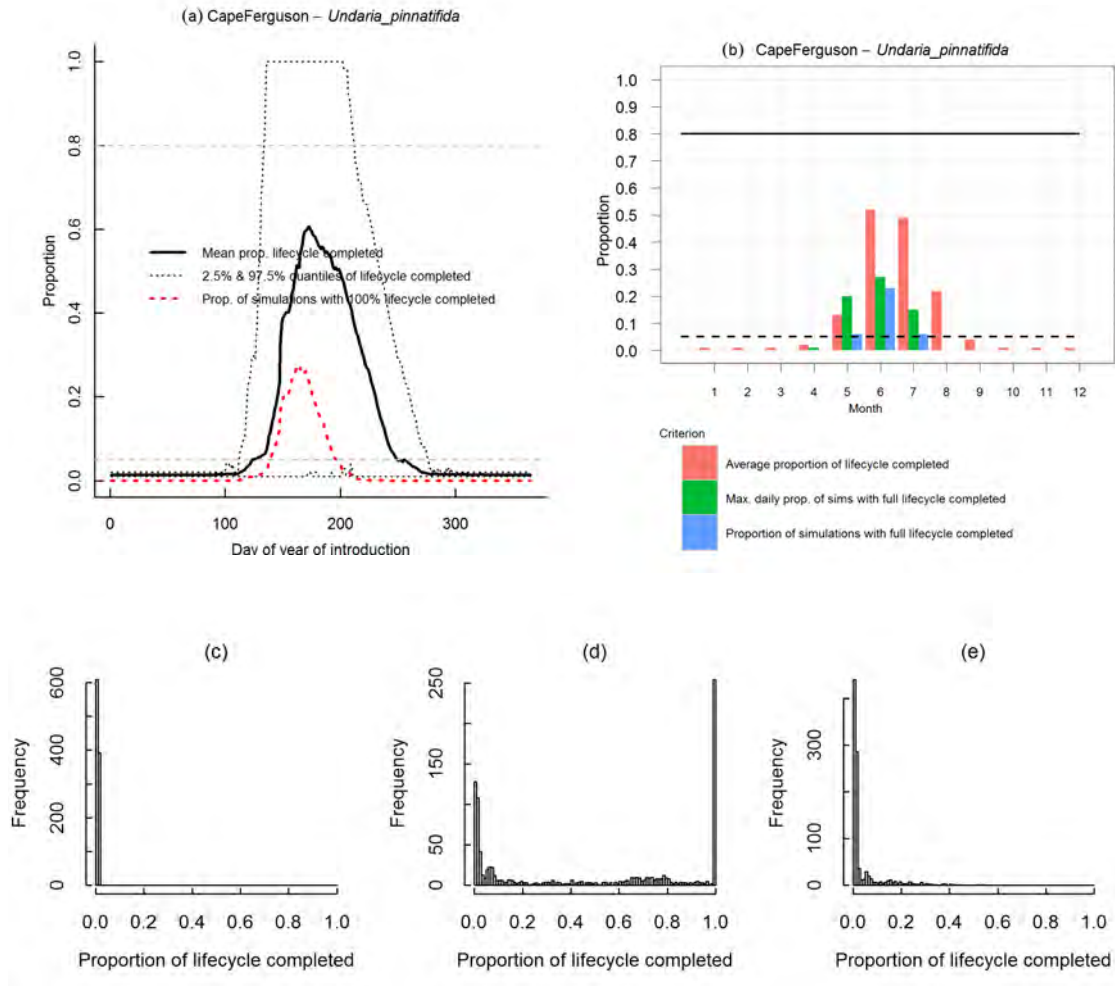 (a) CapeFerguson – Undaria_pinnatifida
Proportion
1.0
0.8
0.6
0.4
0.2
0.0
Mean prop. lifecycle completed
2.5% & 97.5% quantiles of lifecycle completed
Prop. of simulations with 100% lifecycle completed
0 100 200 300
Day of year of introduction
(b) CapeFerguson – Undaria_pinnatifida
Proportion
1.0
0.9
0.8
0.7
0.6
0.5
0.4
0.3
0.2
0.1
0.0
1 2 3 4 5 6 7 8 9 10 11 12
Month
Criterion
Average proportion of lifecycle completed
Max. daily prop. of sims with full lifecycle completed
Proportion of simulations with full lifecycle completed
(c)
Frequency
600
400
200
0
0.0 0.2 0.4 0.6 0.8 1.0
Proportion of lifecycle completed
(d)
Frequency
250
150
50
0
0.0 0.2 0.4 0.6 0.8 1.0
Proportion of lifecycle completed
(e)
Frequency
300
100
0
0.0 0.2 0.4 0.6 0.8 1.0
Proportion of lifecycle completed